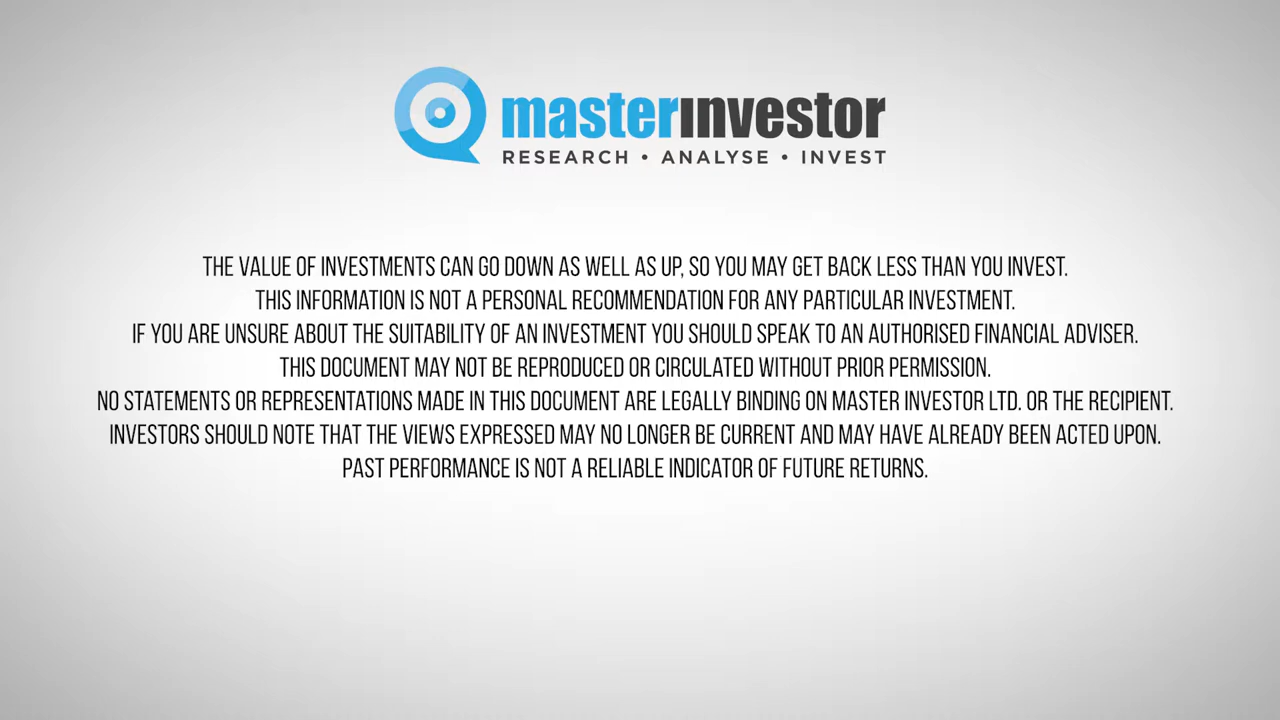 masterinvestor
RESEARCH • ANALYSE • INVEST
THE VALUE OF INVESTMENTS CAN GO DOWN AS WELL AS UP, SO YOU MAY GET BACK LESS THAN YOU INVEST.
THIS INFORMATION IS NOT A PERSONAL RECOMMENDATION FOR ANY PARTICULAR INVESTMENT.
IF YOU ARE UNSURE ABOUT THE SUITABILITY OF AN INVESTMENT YOU SHOULD SPEAK TO AN AUTHORISED FINANCIAL ADVISER.
THIS DOCUMENT MAY NOT BE REPRODUCED OR CIRCULATED WITHOUT PRIOR PERMISSION.
NO STATEMENTS OR REPRESENTATIONS MADE IN THIS DOCUMENT ARE LEGALLY BINDING ON MASTER INVESTOR LTD. OR THE RECIPIENT.
INVESTORS SHOULD NOTE THAT THE VIEWS EXPRESSED MAY NO LONGER BE CURRENT AND MAY HAVE ALREADY BEEN ACTED UPON.
PAST PERFORMANCE IS NOT A RELIABLE INDICATOR OF FUTURE RETURNS.